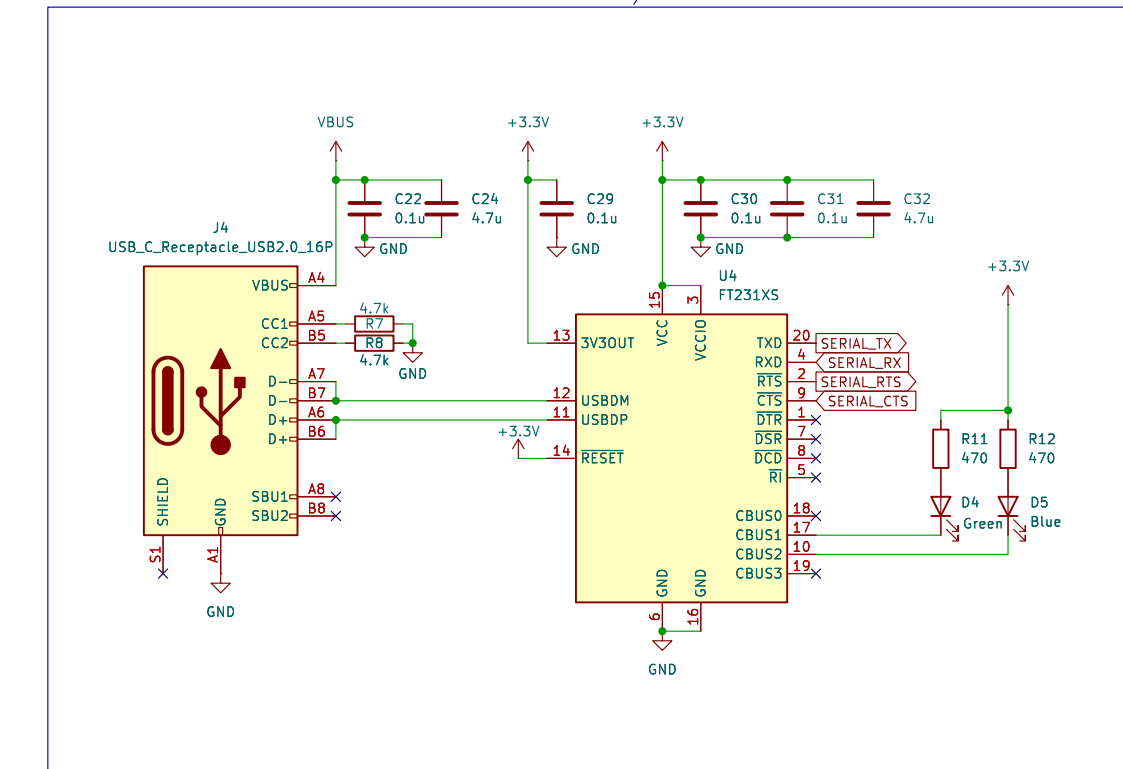 VBUS
+3.3V
+3.3V
C22
0.1u
C24
4.7u
GND
C29
0.1u
GND
C30
0.1u
C31
0.1u
C32
4.7u
GND
J4
USB_C_Receptacle_USB2.0_16P
VBUS
A4
CC1
A5
CC2
B5
D-
A7
D-
B7
D+
A6
D+
B6
SBU1
A8
SBU2
B8
SHIELD
S1
GND
A1
GND
4.7k
R7
R8
4.7k
GND
+3.3V
U4
FT231XS
15
VCC
3
VCCIO
13
3V3OUT
12
USBDM
11
USBDP
14
RESET
TXD
20
SERIAL_TX
RXD
4
SERIAL_RX
RTS
2
SERIAL_RTS
CTS
9
SERIAL_CTS
DTR
1
DSR
7
DCD
8
RI
5
CBUS0
18
CBUS1
17
CBUS2
10
CBUS3
19
GND
6
GND
16
GND
+3.3V
R11
470
R12
470
D4
Green
D5
Blue